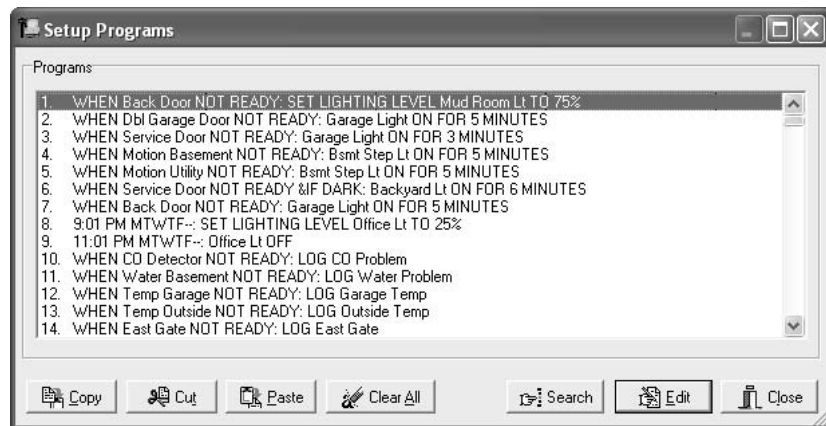 Setup Programs
Programs
1. WHEN Back Door NOT READY: SET LIGHTING LEVEL Mud Room Lt TO 75%
2. WHEN Dbl Garage Door NOT READY: Garage Light ON FOR 5 MINUTES
3. WHEN Service Door NOT READY: Garage Light ON FOR 3 MINUTES
4. WHEN Motion Basement NOT READY: Bsmt Step Lt ON FOR 5 MINUTES
5. WHEN Motion Utility NOT READY: Bsmt Step Lt ON FOR 5 MINUTES
6. WHEN Service Door NOT READY &IF DARK: Backyard Lt ON FOR 6 MINUTES
7. WHEN Back Door NOT READY: Garage Light ON FOR 5 MINUTES
8. 9:01 PM MTWTF--: SET LIGHTING LEVEL Office Lt TO 25%
9. 11:01 PM MTWTF--: Office Lt OFF
10. WHEN CO Detector NOT READY: LOG CO Problem
11. WHEN Water Basement NOT READY: LOG Water Problem
12. WHEN Temp Garage NOT READY: LOG Garage Temp
13. WHEN Temp Outside NOT READY: LOG Outside Temp
14. WHEN East Gate NOT READY: LOG East Gate
Copy Cut Paste Clear All Search Edit Close